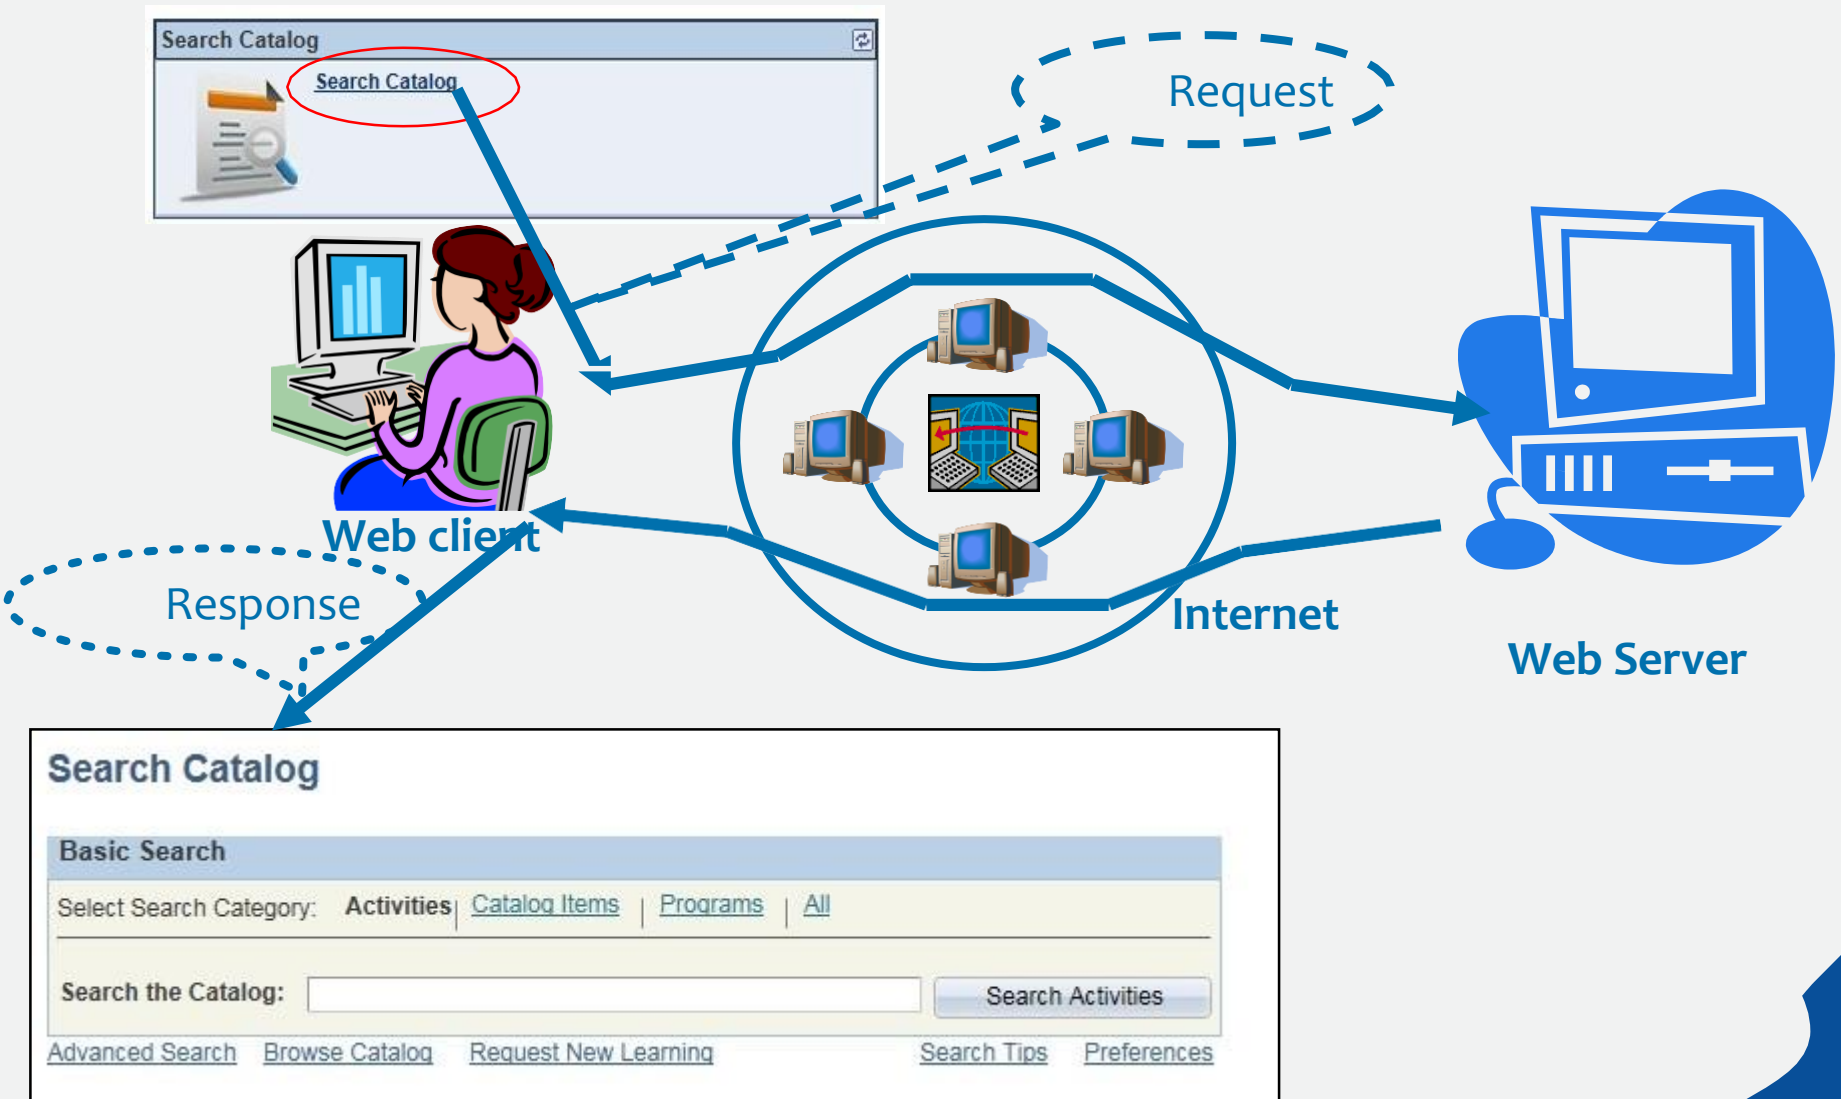 Search Catalog
Search Catalog
Request
Web client
Response
Internet
Web Server
Search Catalog
Basic Search
Select Search Category: Activities | Catalog Items | Programs | All
Search the Catalog: Search Activities
Advanced Search Browse Catalog Request New Learning Search Tips Preferences